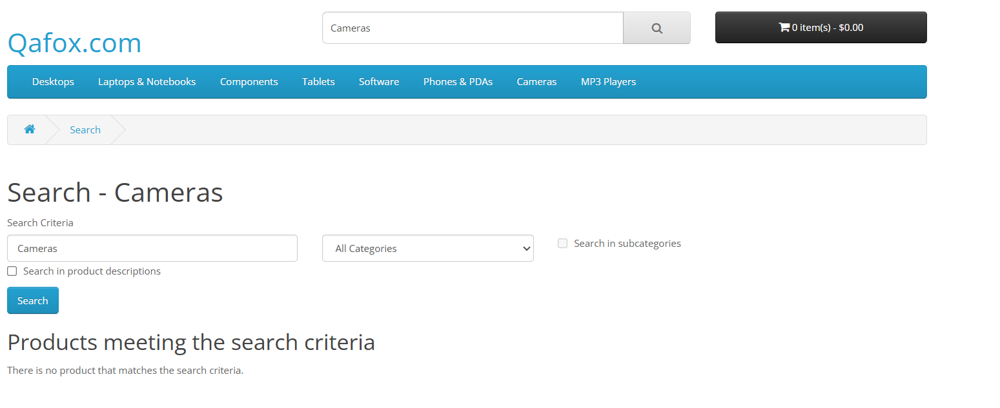 Cameras
0 item(s) - $0.00
Qafox.com
Desktops Laptops & Notebooks Components Tablets Software Phones & PDAs Cameras MP3 Players
Search
Search - Cameras
Search Criteria
Cameras All Categories Search in subcategories
Search in product descriptions
Search
Products meeting the search criteria
There is no product that matches the search criteria.